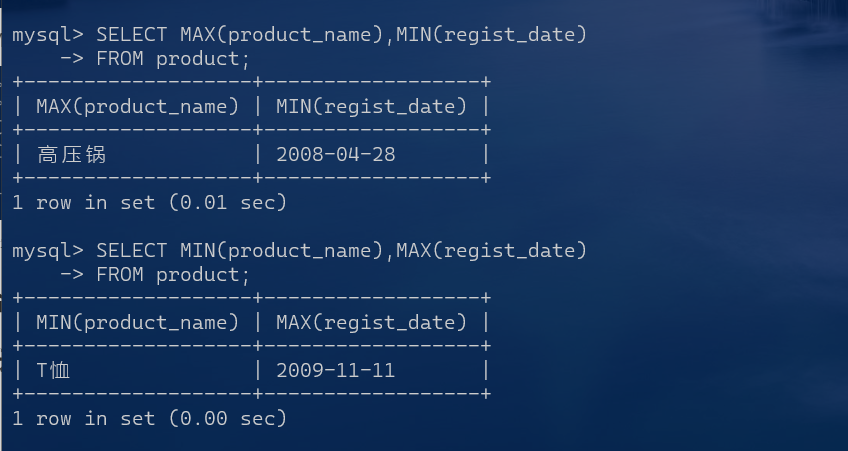 mysql> SELECT MAX(product_name),MIN(regist_date)
    -> FROM product;
+-------------------+------------------+
| MAX(product_name) | MIN(regist_date) |
+-------------------+------------------+
| 高压锅            | 2008-04-28       |
+-------------------+------------------+
1 row in set (0.01 sec)
mysql> SELECT MIN(product_name),MAX(regist_date)
    -> FROM product;
+-------------------+------------------+
| MIN(product_name) | MAX(regist_date) |
+-------------------+------------------+
| T恤               | 2009-11-11       |
+-------------------+------------------+
1 row in set (0.00 sec)